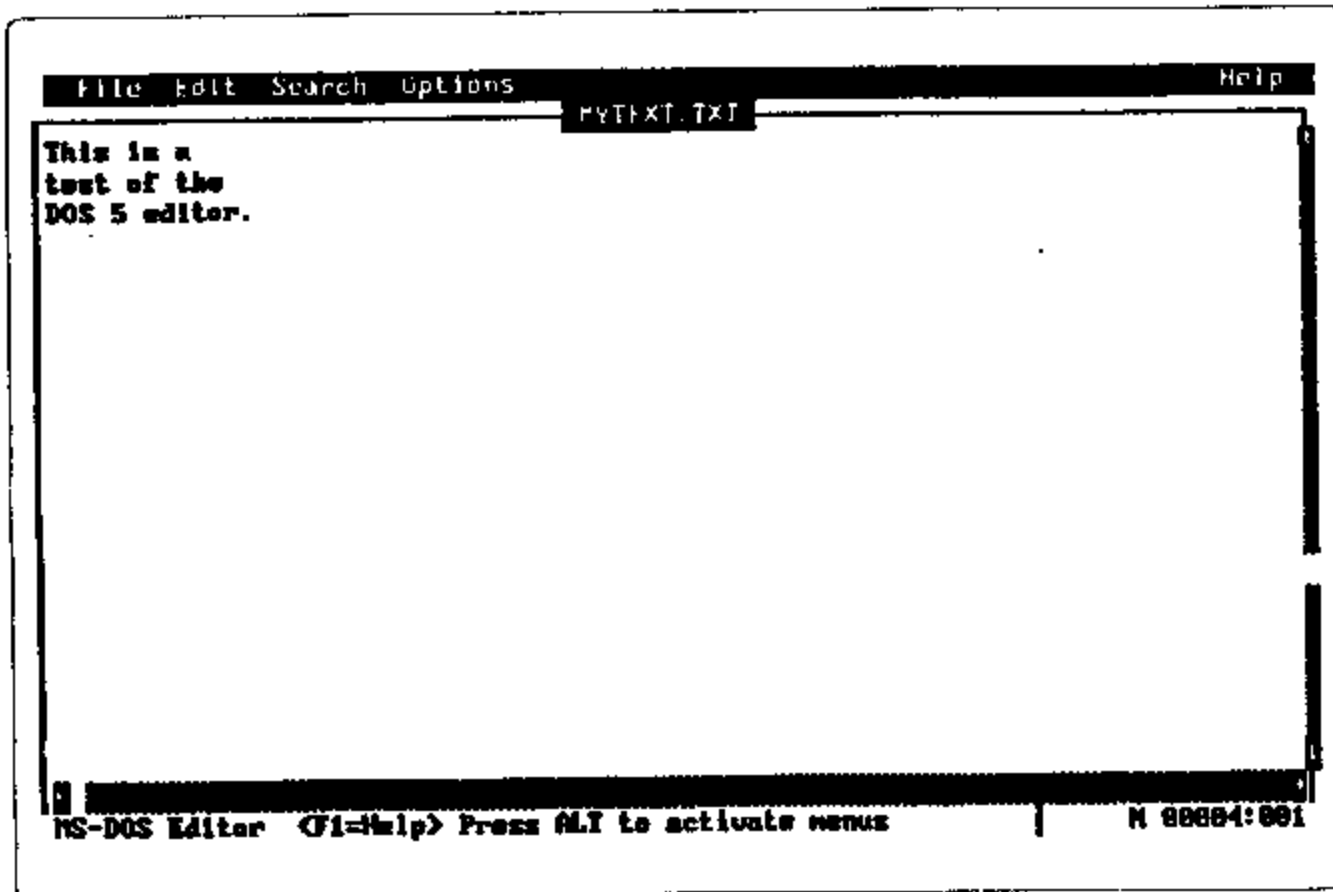 File Edit Search Options Help
MYTEXT.TXT
This is a
test of the
DOS 5 editor.
MS-DOS Editor <F1=Help> Press ALT to activate menus N 00004:001